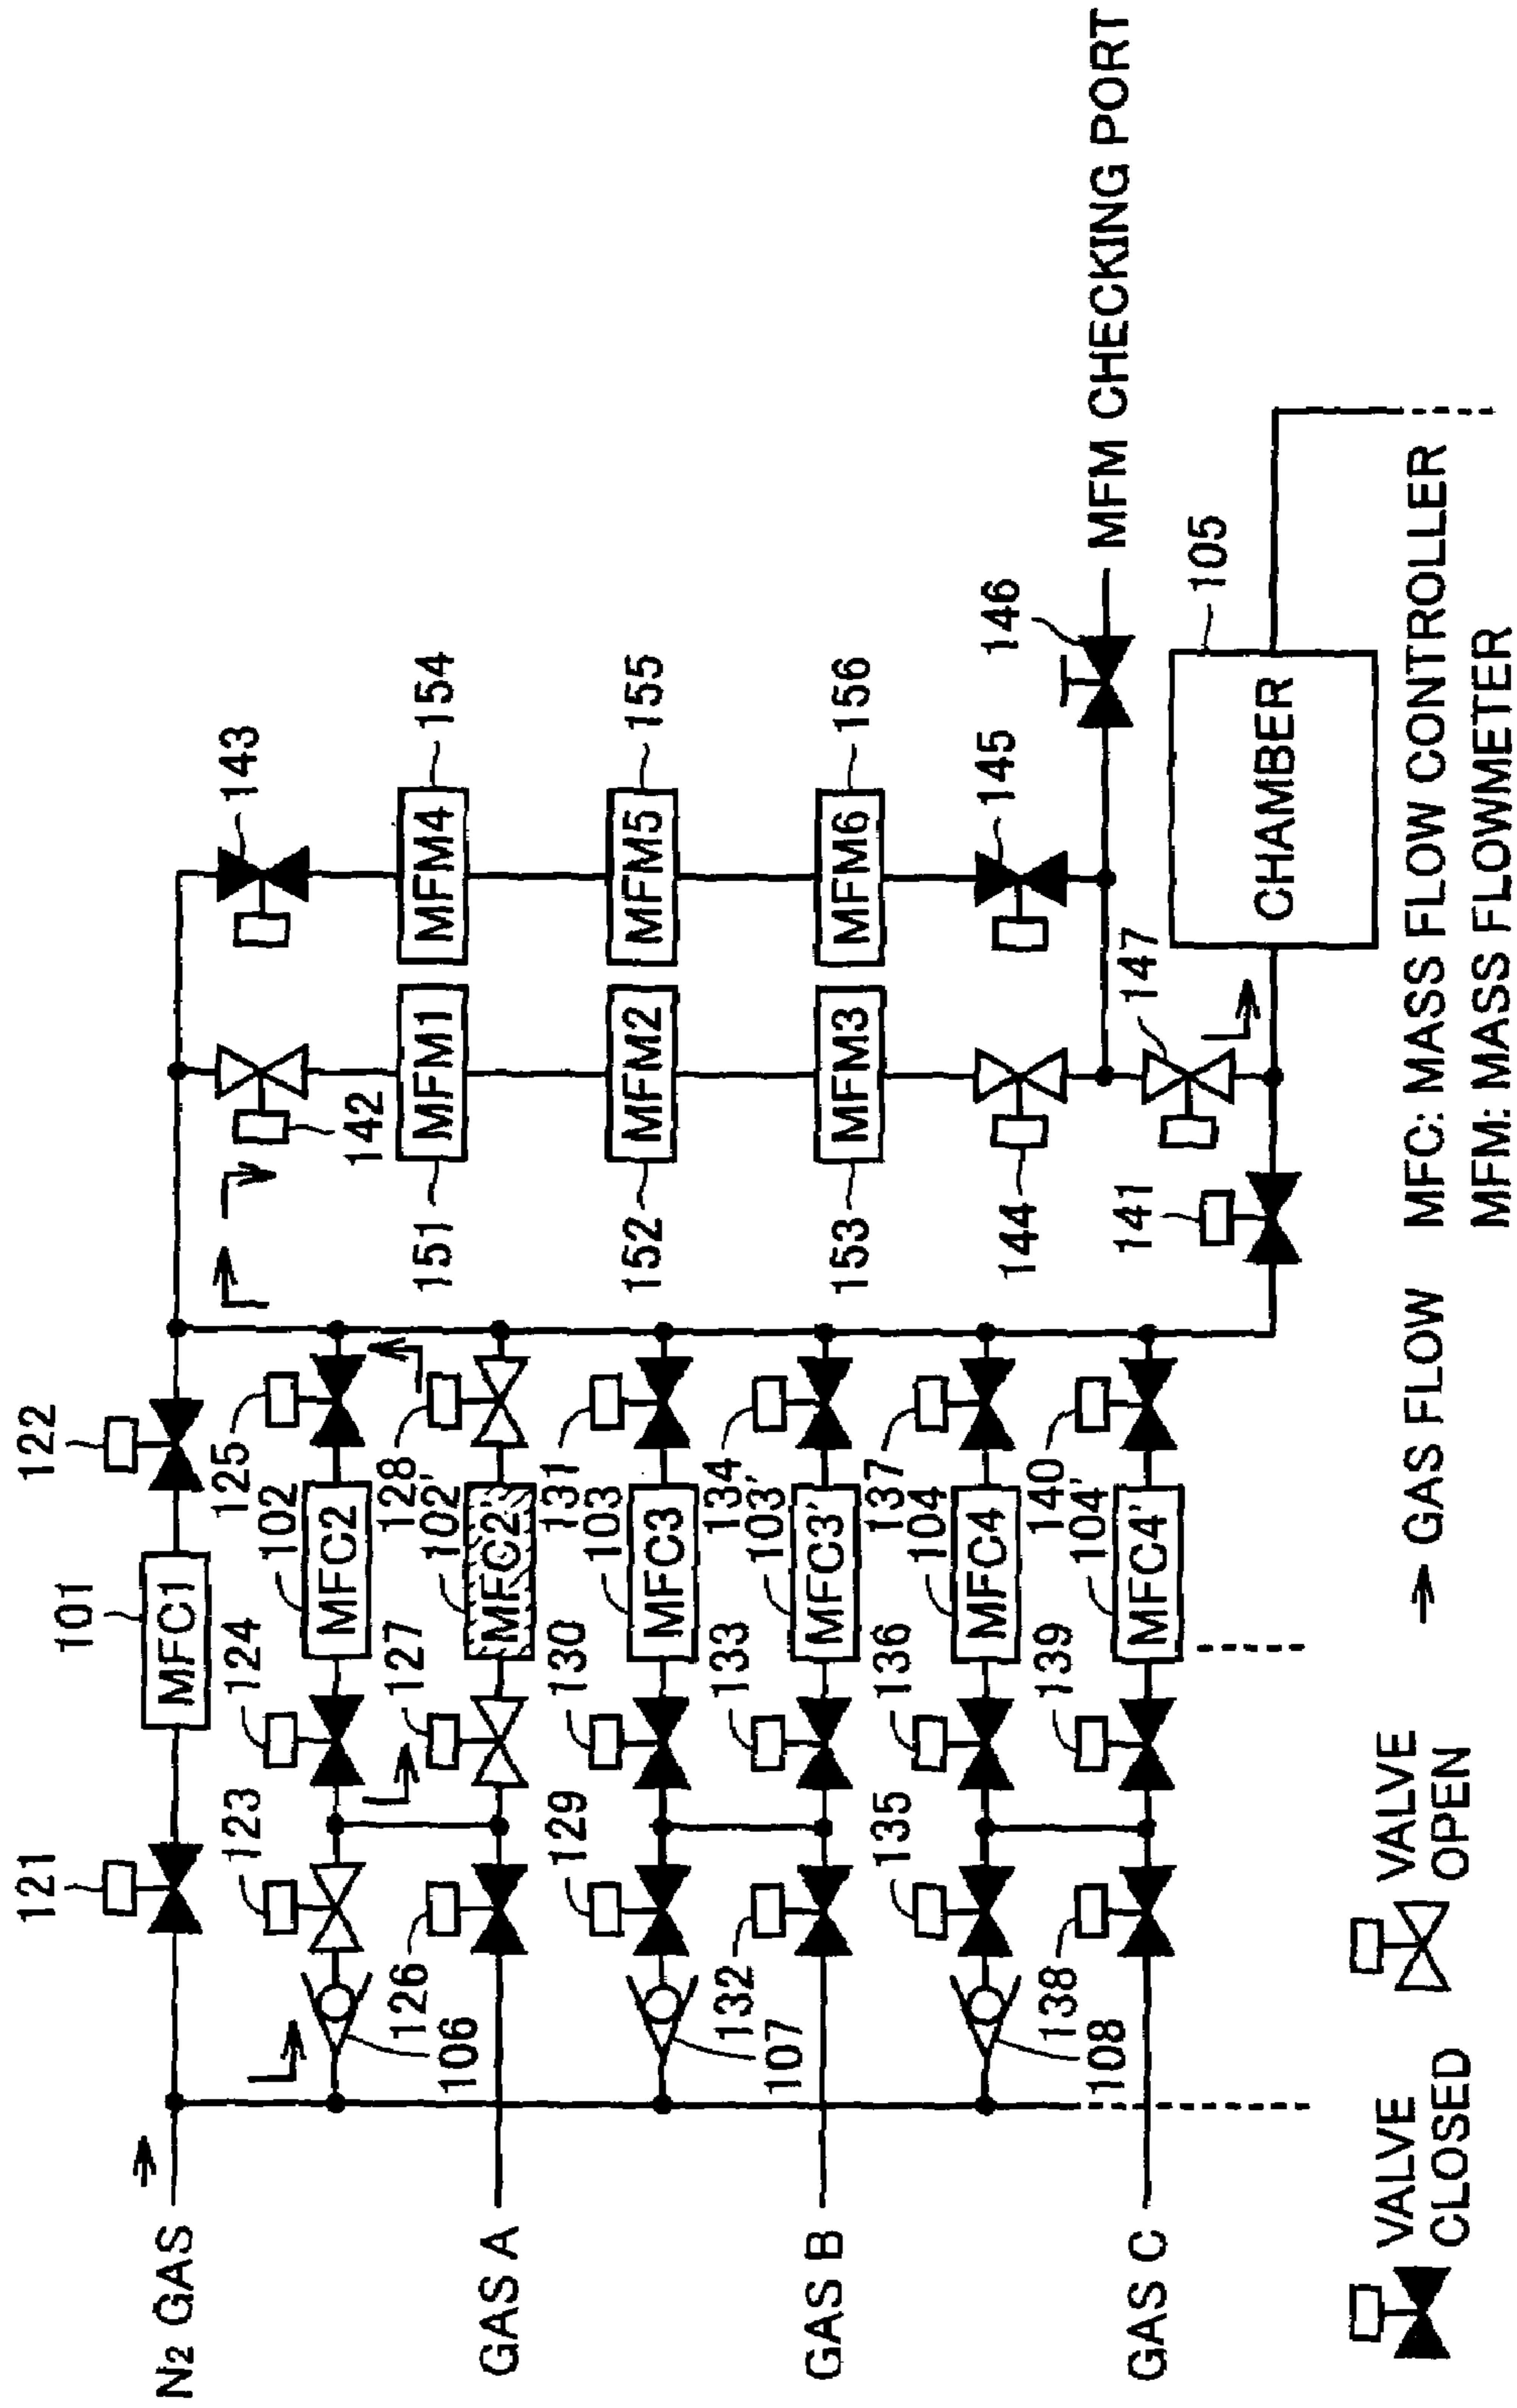 N2 GAS
121
101
MFC1
122
123
124
102
MFC2
125
106
126
127
102'
MFC2'
128
GAS A
129
130
103
MFC3
131
107
132
133
103'
MFC3'
134
GAS B
135
136
104
MFC4
137
108
138
139
104'
MFC4'
140
GAS C
142
143
151
MFM1
MFM4
154
152
MFM2
MFM5
155
153
MFM3
MFM6
156
144
145
146
MFM CHECKING PORT
141
147
CHAMBER
105
VALVE
CLOSED
VALVE
OPEN
GAS FLOW
MFC: MASS FLOW CONTROLLER
MFM: MASS FLOWMETER